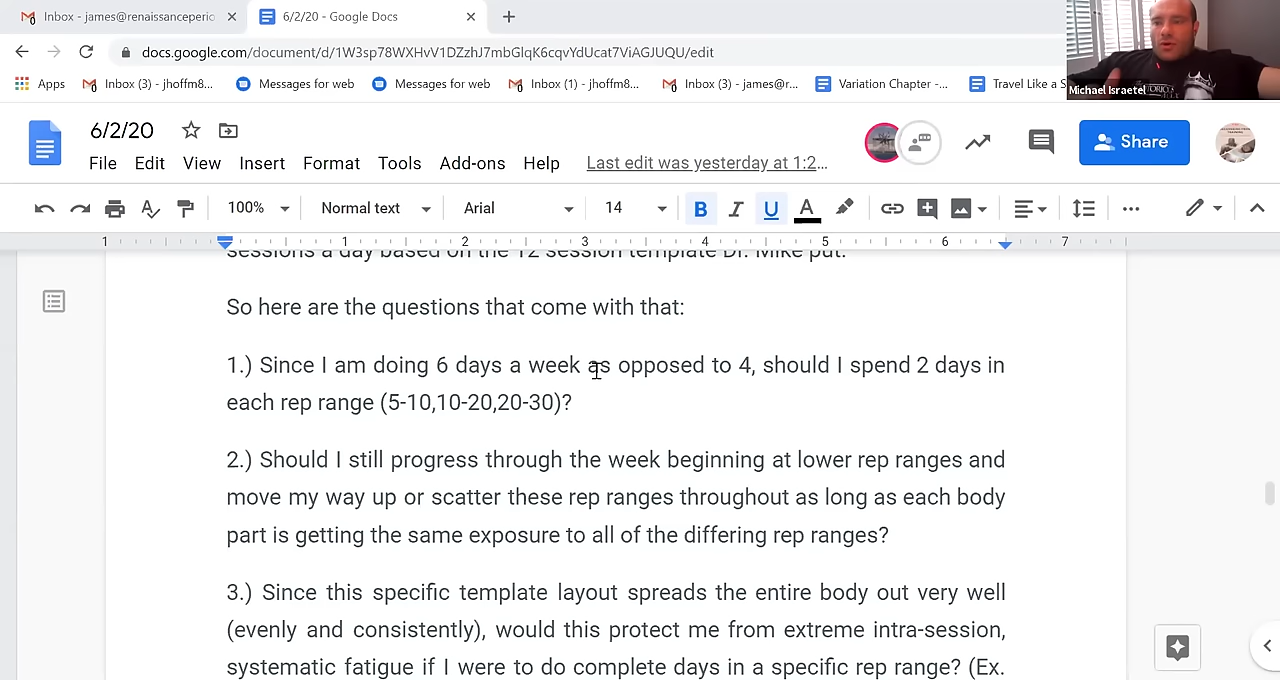 Inbox - james@renaissanceperio
6/2/20 - Google Docs
docs.google.com/document/d/1W3sp78WXHvV1DZzhJ7mbGlqK6cqvYdUcat7ViAGJUQU/edit
Apps
Inbox (3) - jhoffm8...
Messages for web
Messages for web
Inbox (1) - jhoffm8...
Inbox (3) - james@r...
Variation Chapter -...
Travel Like a S
Michael Israetel
6/2/20
Share
File Edit View Insert Format Tools Add-ons Help
Last edit was yesterday at 1:2...
100% Normal text Arial 14 B I U A
1 1 2 3 4 5 6 7
sessions a day based on the 12 session template Dr. Mike put.
So here are the questions that come with that:
1.) Since I am doing 6 days a week as opposed to 4, should I spend 2 days in
each rep range (5-10,10-20,20-30)?
2.) Should I still progress through the week beginning at lower rep ranges and
move my way up or scatter these rep ranges throughout as long as each body
part is getting the same exposure to all of the differing rep ranges?
3.) Since this specific template layout spreads the entire body out very well
(evenly and consistently), would this protect me from extreme intra-session,
systematic fatigue if I were to do complete days in a specific rep range? (Ex.